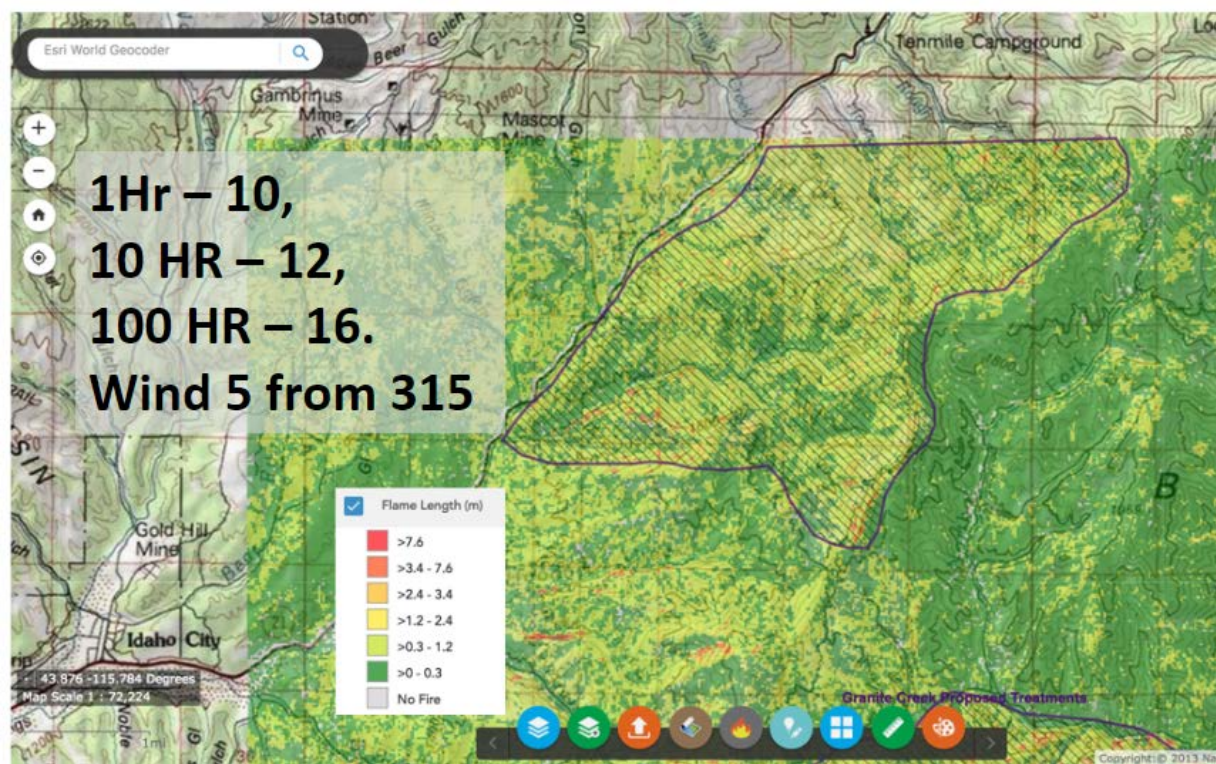 Station
Esri World Geocoder
Beer Gulch
Tenmile Campground
Gambrinus
Mine
Mascot
1Hr – 10,
10 HR – 12,
100 HR – 16.
Wind 5 from 315
Flame Length (m)
>7.6
>3.4 - 7.6
>2.4 - 3.4
>1.2 - 2.4
>0.3 - 1.2
>0 - 0.3
No Fire
SIN
Gold Hill
Mine
B
Idaho City
43.876 -115.784 Degrees
Map Scale 1 : 72,224
Granite Creek Proposed Treatments
1mi
Gl
Copyright:© 2013 Na